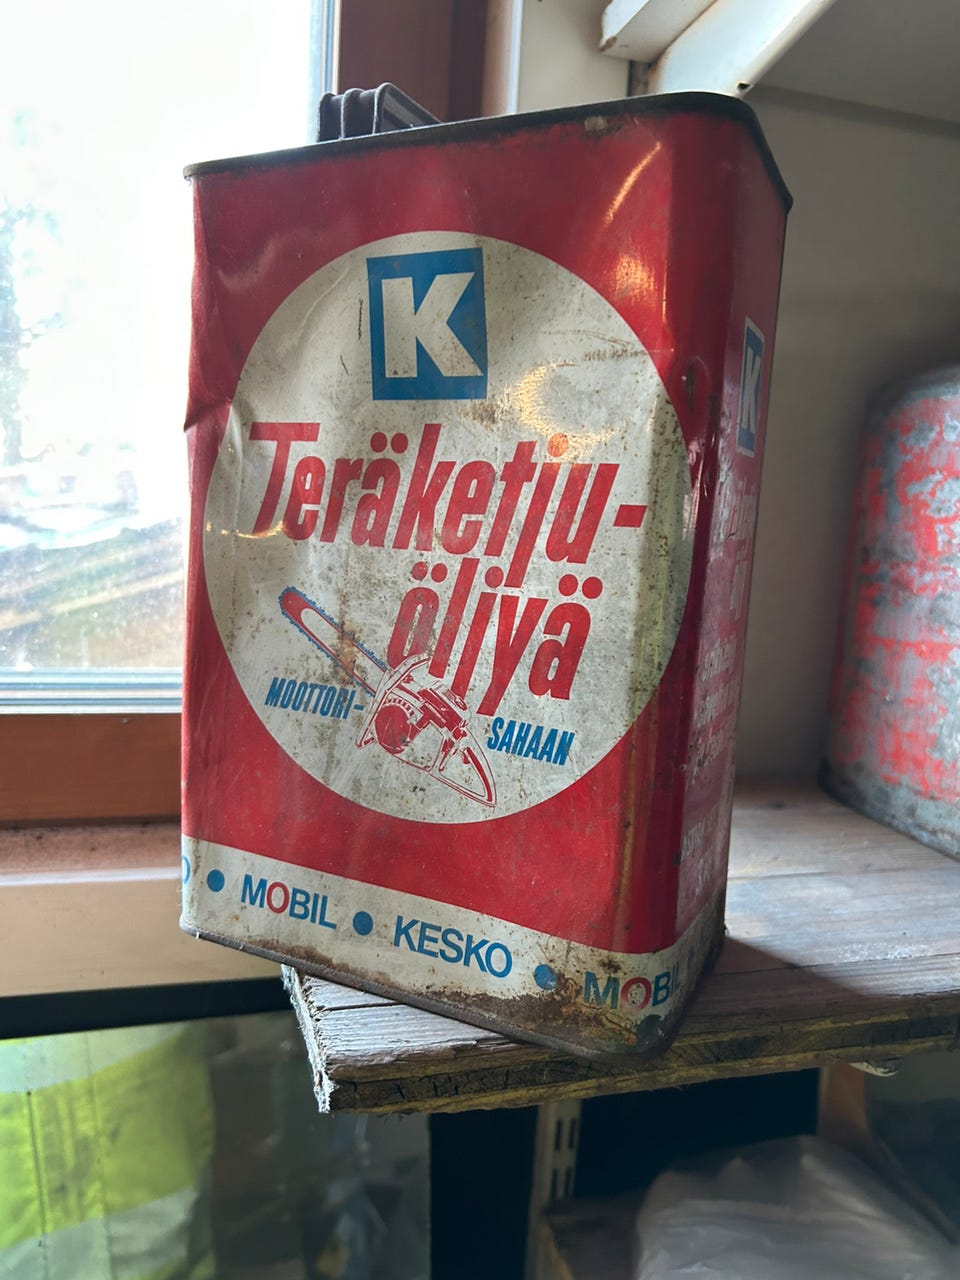 K
Teräketju-
öljyä
MOOTTORI-
SAHAAN
MOBIL • KESKO • MOBIL
K